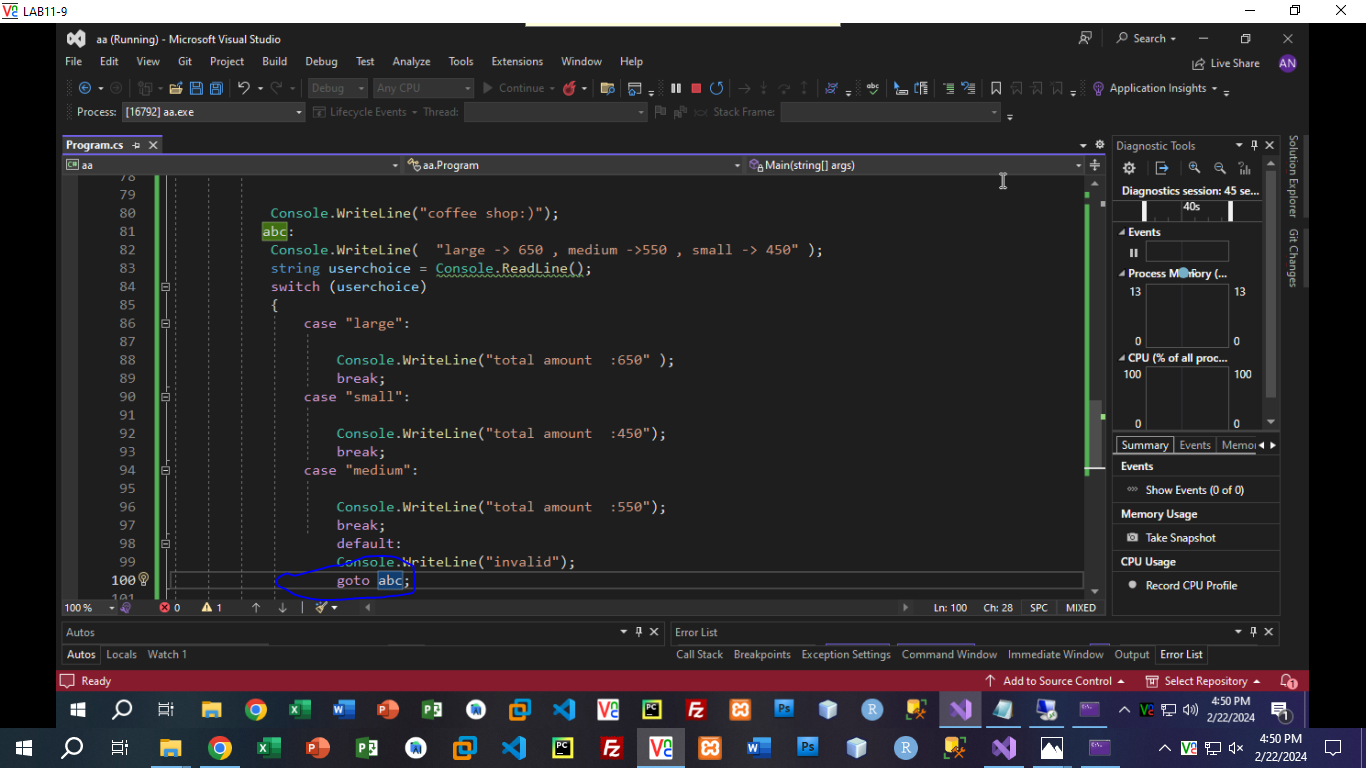 LAB11-9
aa (Running) - Microsoft Visual Studio
Search
File Edit View Git Project Build Debug Test Analyze Tools Extensions Window Help
Live Share
AN
Debug Any CPU Continue Application Insights
Process: [16792] aa.exe Lifecycle Events Thread: Stack Frame:
Program.cs
aa aa.Program Main(string[] args)
78
79
80 Console.WriteLine("coffee shop:)");
81 abc:
82 Console.WriteLine( "large -> 650 , medium ->550 , small -> 450" );
83 string userchoice = Console.ReadLine();
84 switch (userchoice)
85 {
86 case "large":
87
88 Console.WriteLine("total amount :650" );
89 break;
90 case "small":
91
92 Console.WriteLine("total amount :450");
93 break;
94 case "medium":
95
96 Console.WriteLine("total amount :550");
97 break;
98 default:
99 Console.WriteLine("invalid");
100 goto abc;
101
100 % 0 1 Ln: 100 Ch: 28 SPC MIXED
Diagnostic Tools
Diagnostics session: 45 se...
40s
Events
Process Memory (...
13 13
0 0
CPU (% of all proc...
100 100
0 0
Summary Events Memor
Events
Show Events (0 of 0)
Memory Usage
Take Snapshot
CPU Usage
Record CPU Profile
Solution Explorer
Git Changes
Autos
Autos Locals Watch 1
Error List
Call Stack Breakpoints Exception Settings Command Window Immediate Window Output Error List
Ready
Add to Source Control Select Repository 1
4:50 PM
2/22/2024
1
4:50 PM
2/22/2024